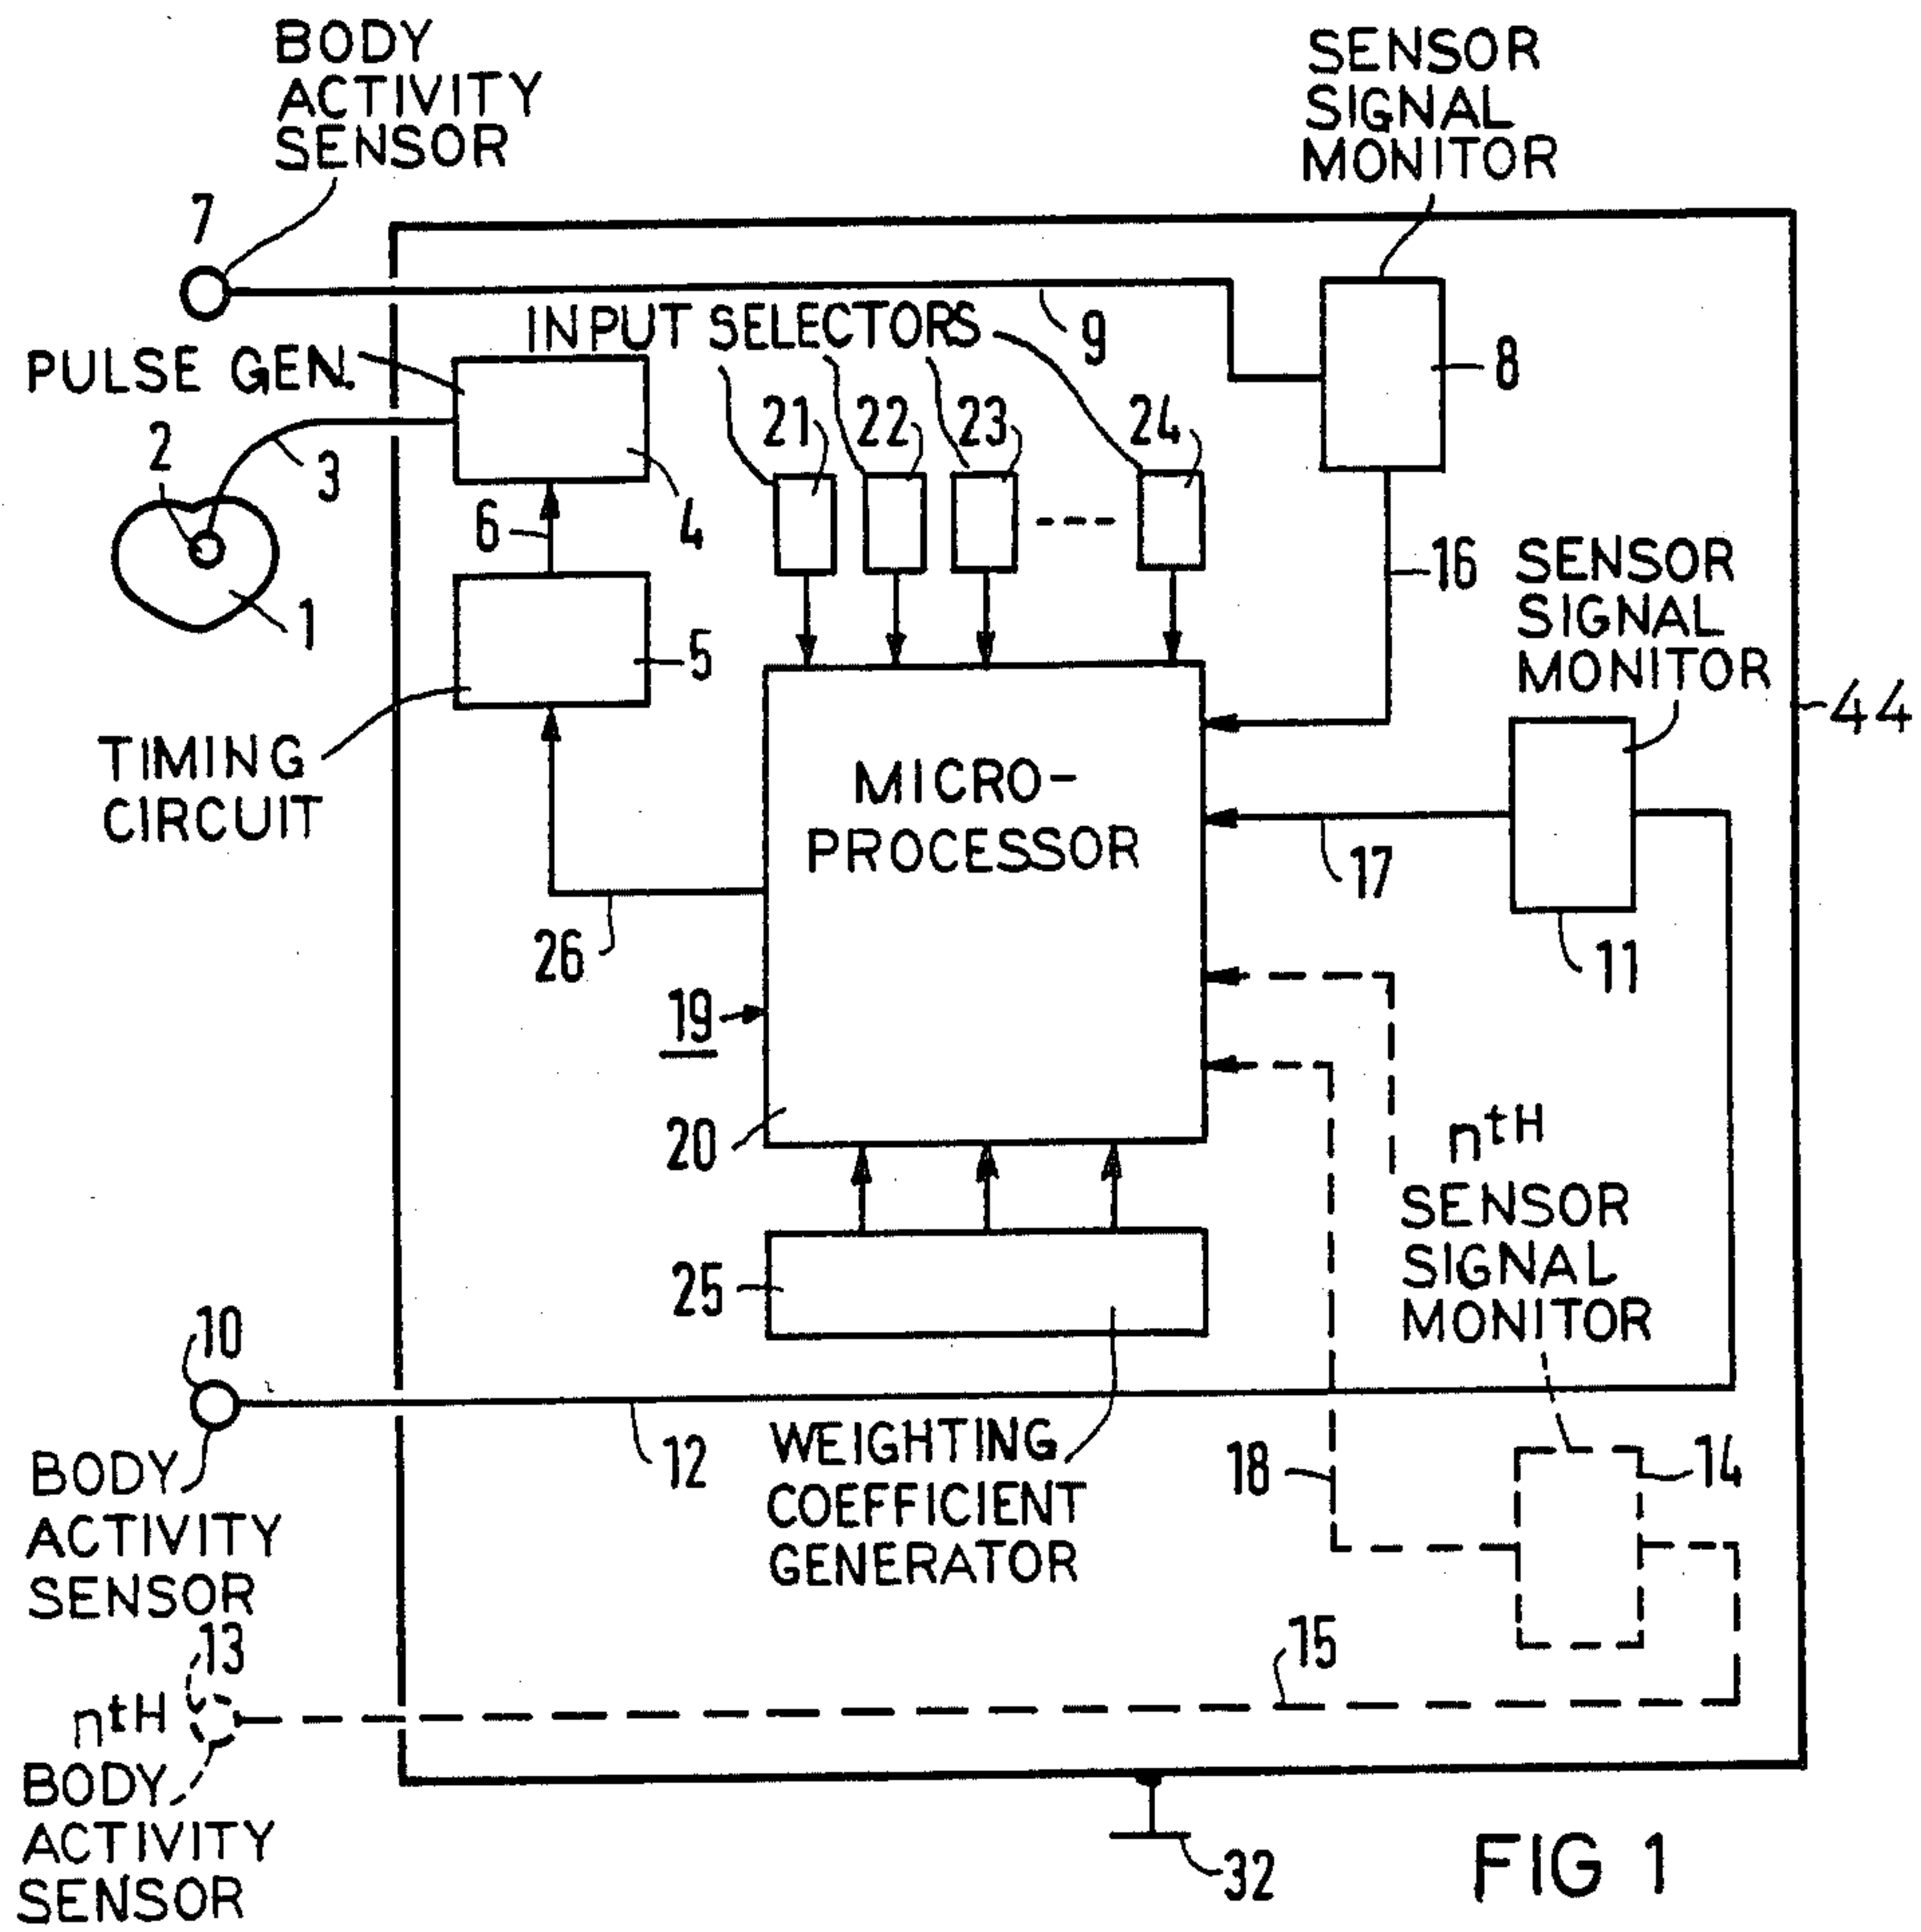 BODY
ACTIVITY
SENSOR
SENSOR
SIGNAL
MONITOR
7
INPUT SELECTORS
9
PULSE GEN.
8
2
3
21
22
23
24
4
6
1
16
SENSOR
SIGNAL
MONITOR
5
44
TIMING
CIRCUIT
MICRO-
PROCESSOR
17
26
11
19
20
ntH
SENSOR
SIGNAL
MONITOR
25
10
BODY
ACTIVITY
SENSOR
12
WEIGHTING
COEFFICIENT
GENERATOR
18
14
13
15
ntH
BODY
ACTIVITY
SENSOR
32
FIG 1